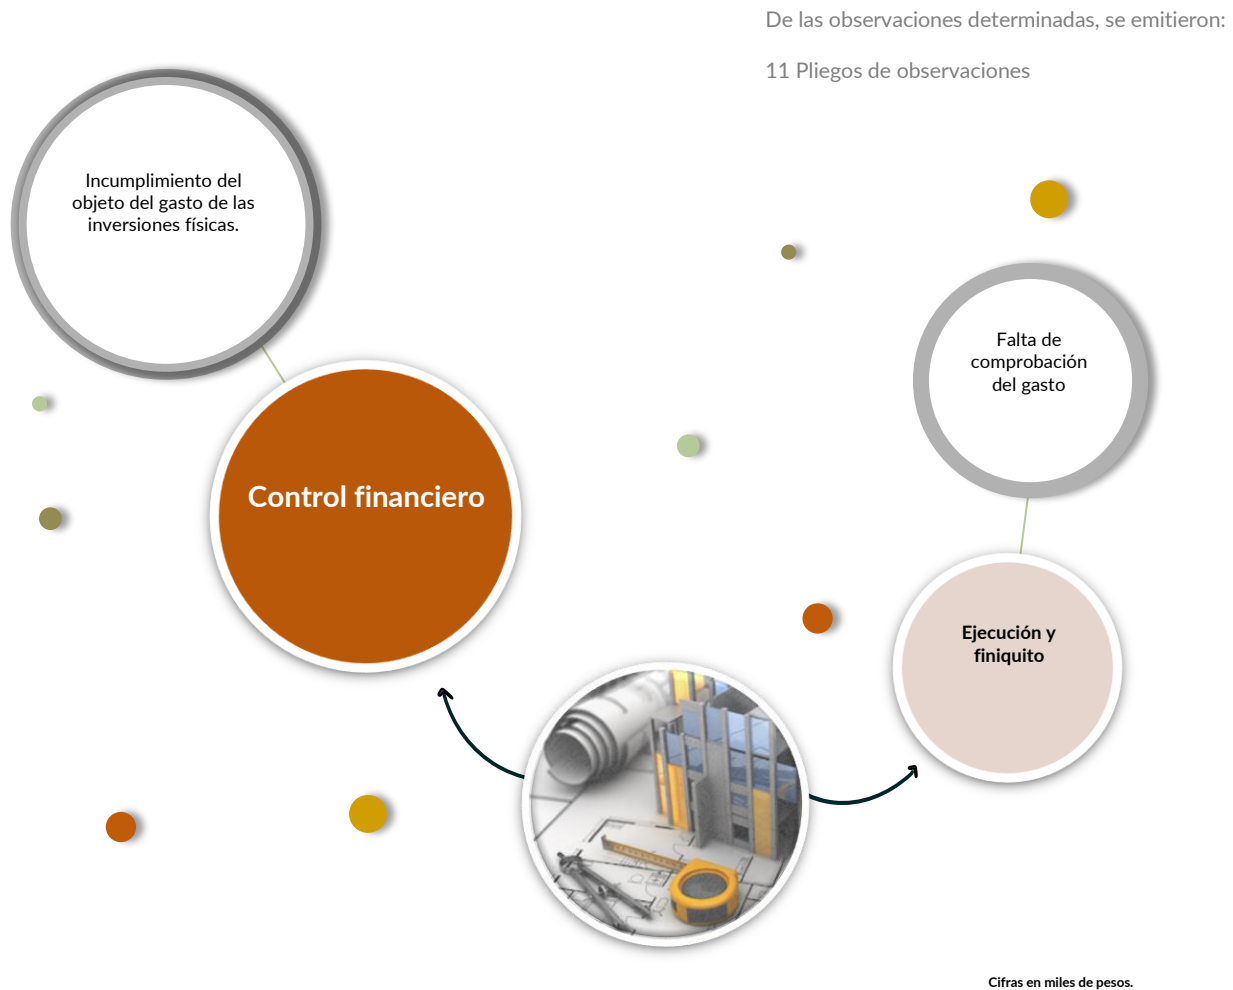 De las observaciones determinadas, se emitieron:
11 Pliegos de observaciones
Incumplimiento del
objeto del gasto de las
inversiones físicas.
Falta de
comprobación
del gasto
Control financiero
Ejecución y
finiquito
Cifras en miles de pesos.